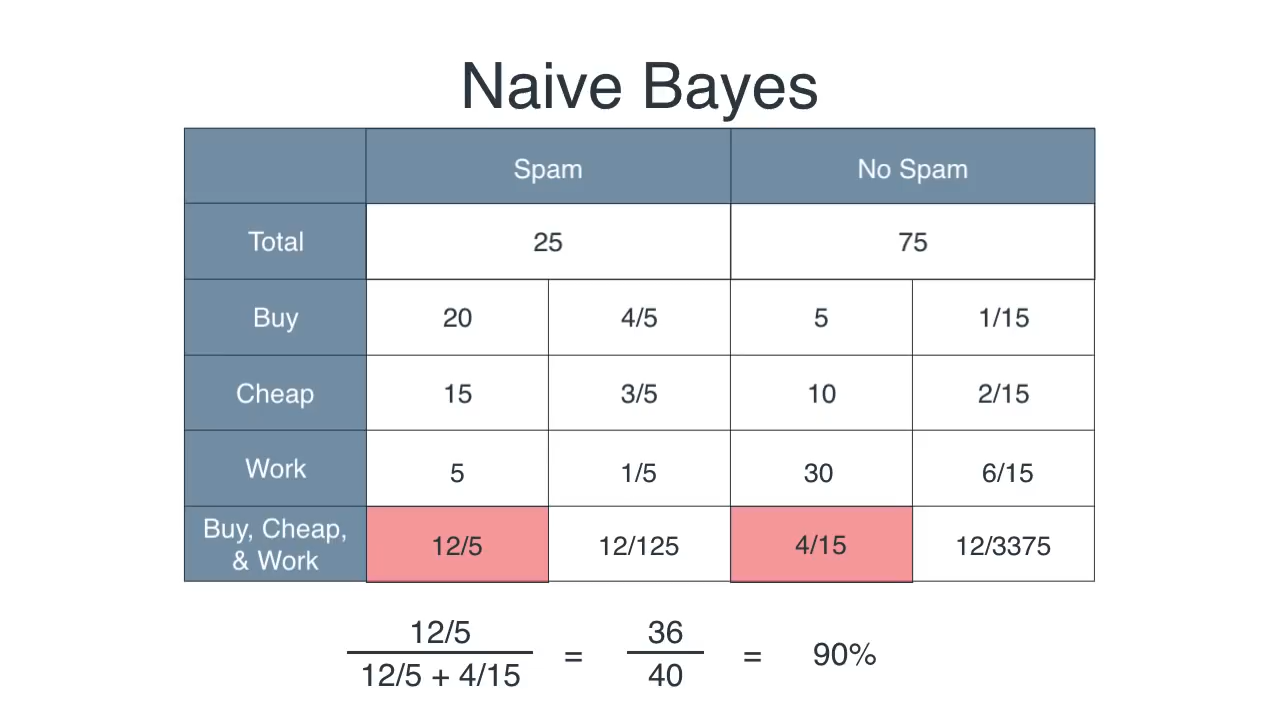 Naive Bayes
Spam No Spam
Total 25 75
Buy 20 4/5 5 1/15
Cheap 15 3/5 10 2/15
Work 5 1/5 30 6/15
Buy, Cheap,
& Work 12/5 12/125 4/15 12/3375
12/5 36
= = 90%
12/5 + 4/15 40